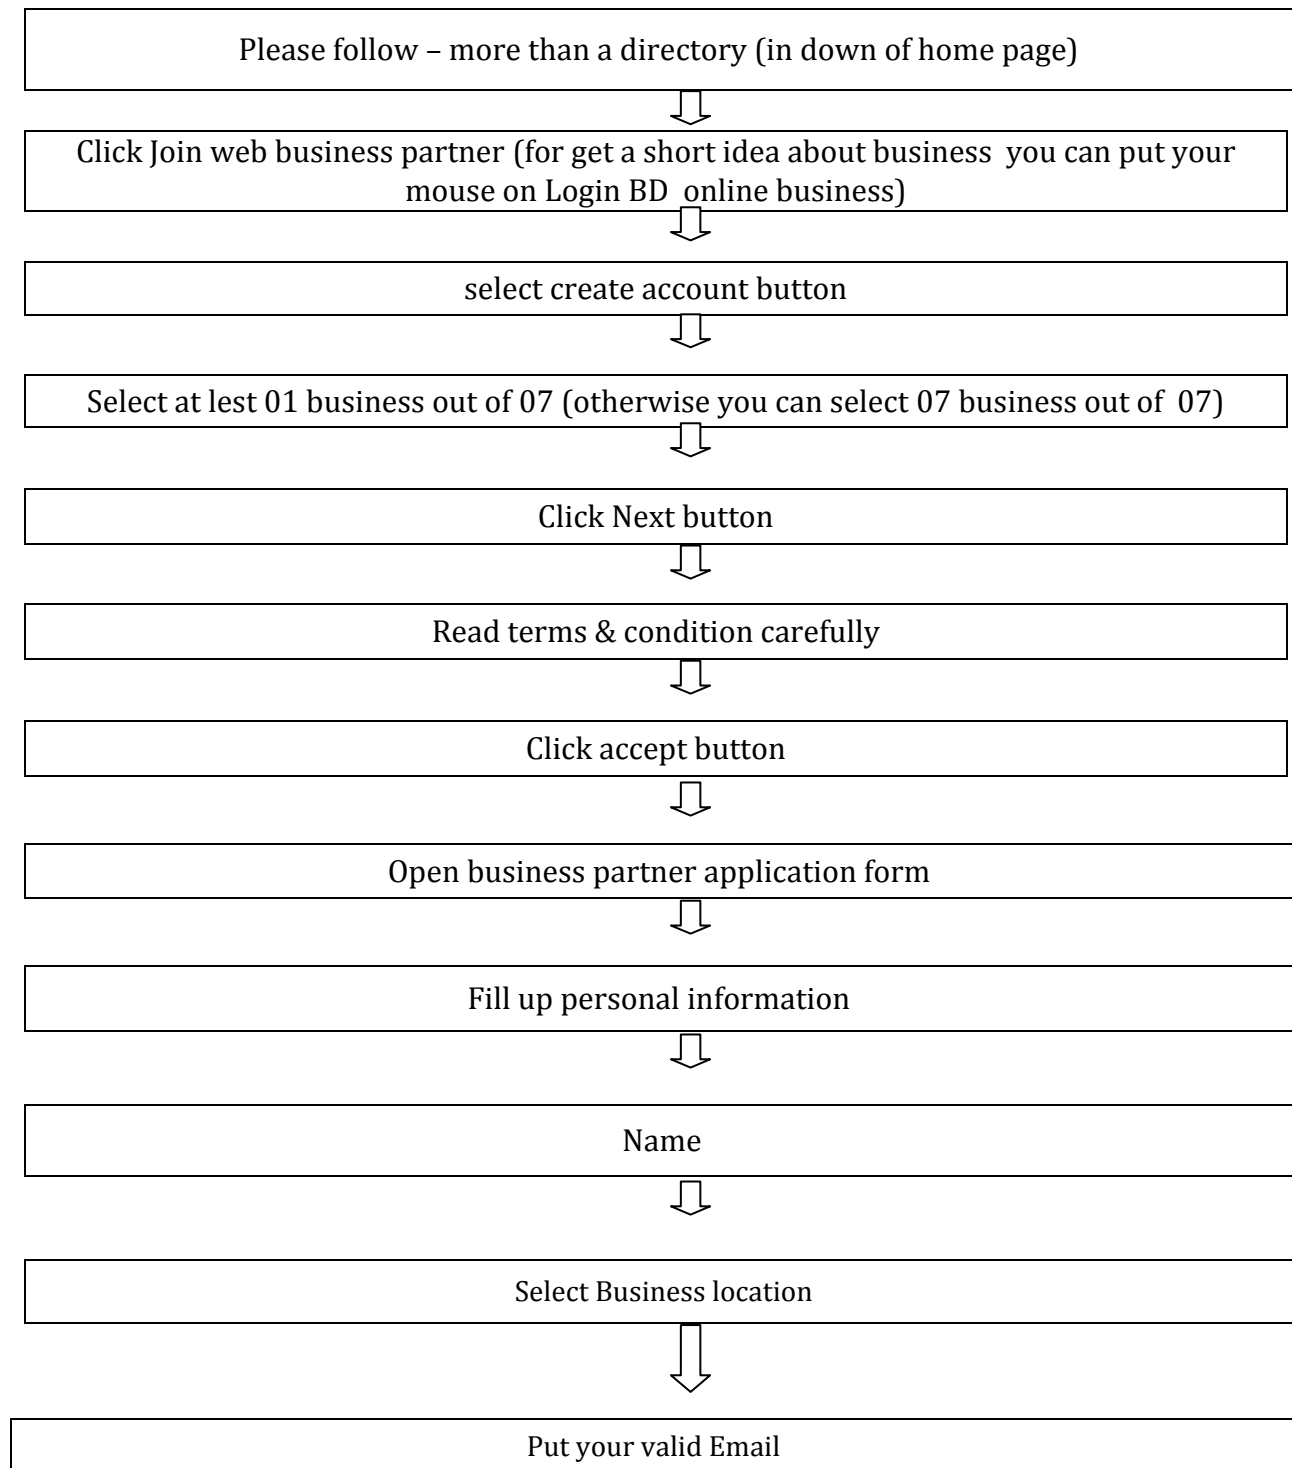 Please follow – more than a directory (in down of home page)
Click Join web business partner (for get a short idea about business  you can put your
mouse on Login BD  online business)
select create account button
Select at lest 01 business out of 07 (otherwise you can select 07 business out of  07)
Click Next button
Read terms & condition carefully
Click accept button
Open business partner application form
Fill up personal information
Name
Select Business location
Put your valid Email